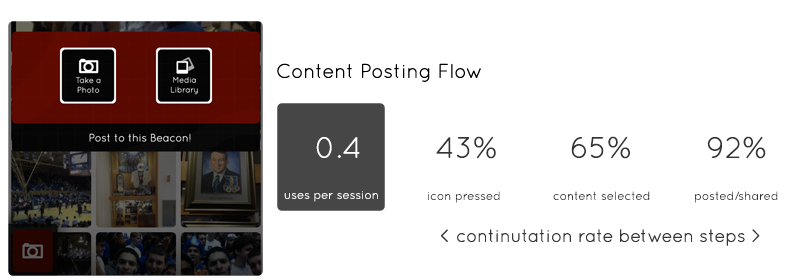 Take a
Photo
Media
Library
Post to this Beacon!
Content Posting Flow
0.4
uses per session
43%
icon pressed
65%
content selected
92%
posted/shared
< continutation rate between steps >